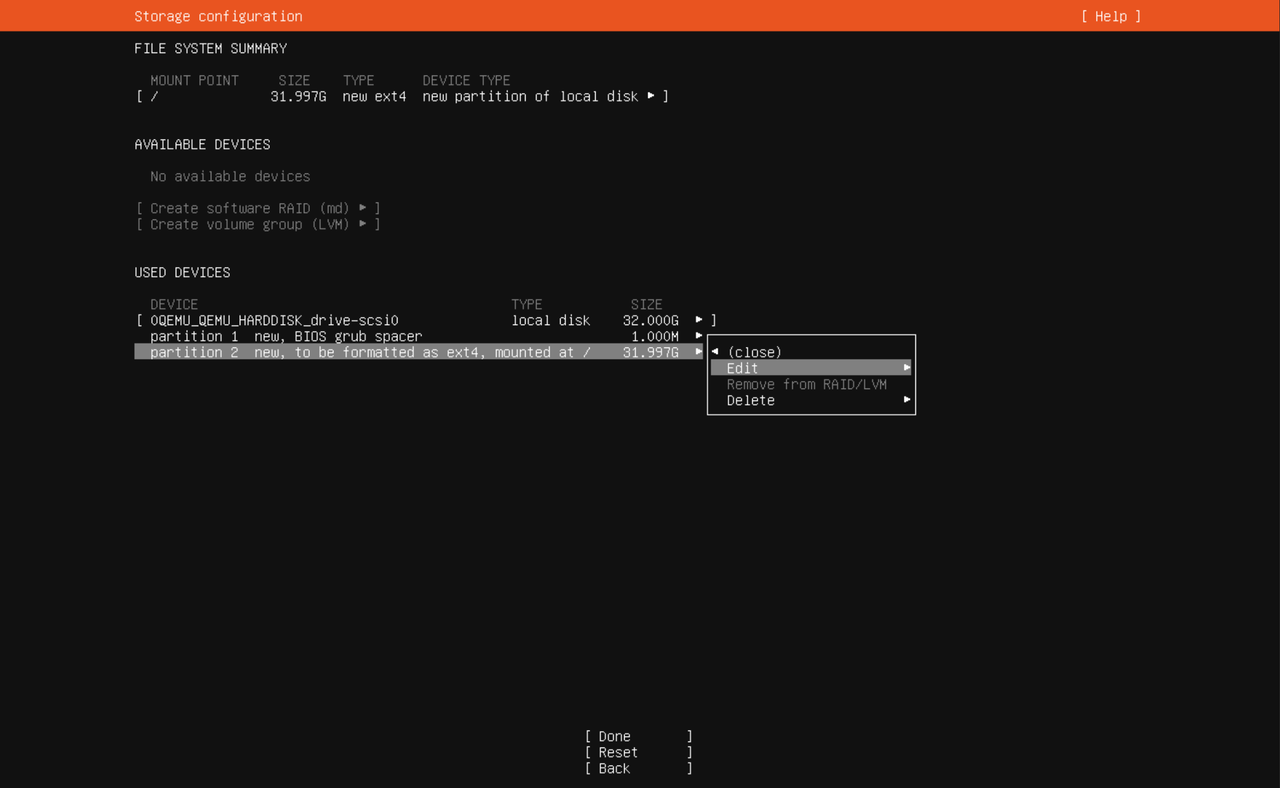 Storage configuration [ Help ]
FILE SYSTEM SUMMARY
MOUNT POINT SIZE TYPE DEVICE TYPE
[ / 31.997G new ext4 new partition of local disk ▸ ]
AVAILABLE DEVICES
No available devices
[ Create software RAID (md) ▸ ]
[ Create volume group (LVM) ▸ ]
USED DEVICES
DEVICE TYPE SIZE
[ 0QEMU_QEMU_HARDDISK_drive-scsi0 local disk 32.000G ▸ ]
partition 1 new, BIOS grub spacer 1.000M ▸
partition 2 new, to be formatted as ext4, mounted at / 31.997G ▸
◂ (close)
Edit ▸
Remove from RAID/LVM
Delete ▸
[ Done ]
[ Reset ]
[ Back ]